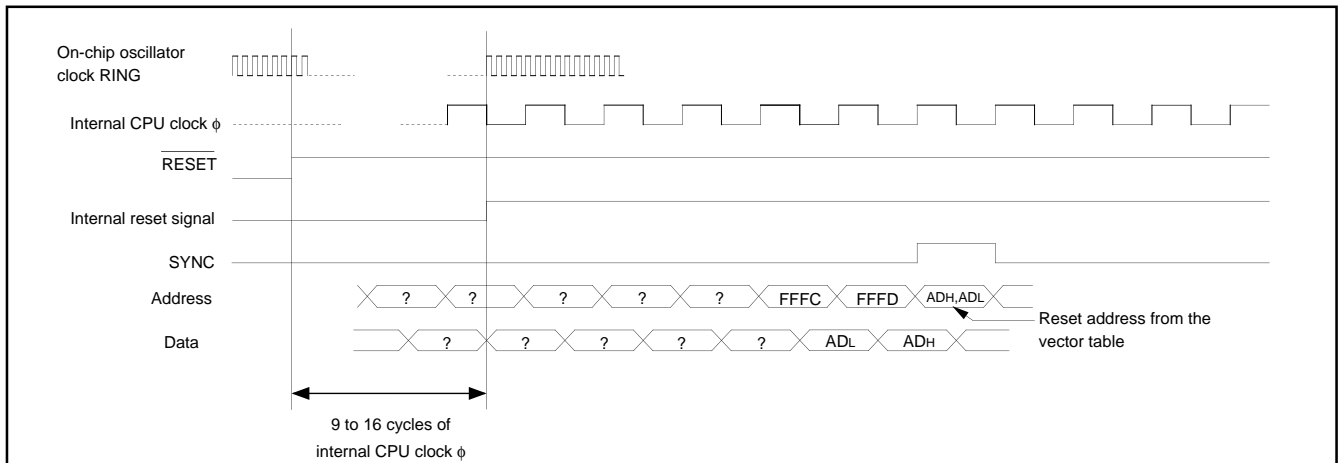 On-chip oscillator
clock RING
Internal CPU clock ϕ
RESET
Internal reset signal
SYNC
Address
? ? ? ? ? FFFC FFFD ADH,ADL
Reset address from the
vector table
Data
? ? ? ? ? ADL ADH
9 to 16 cycles of
internal CPU clock ϕ